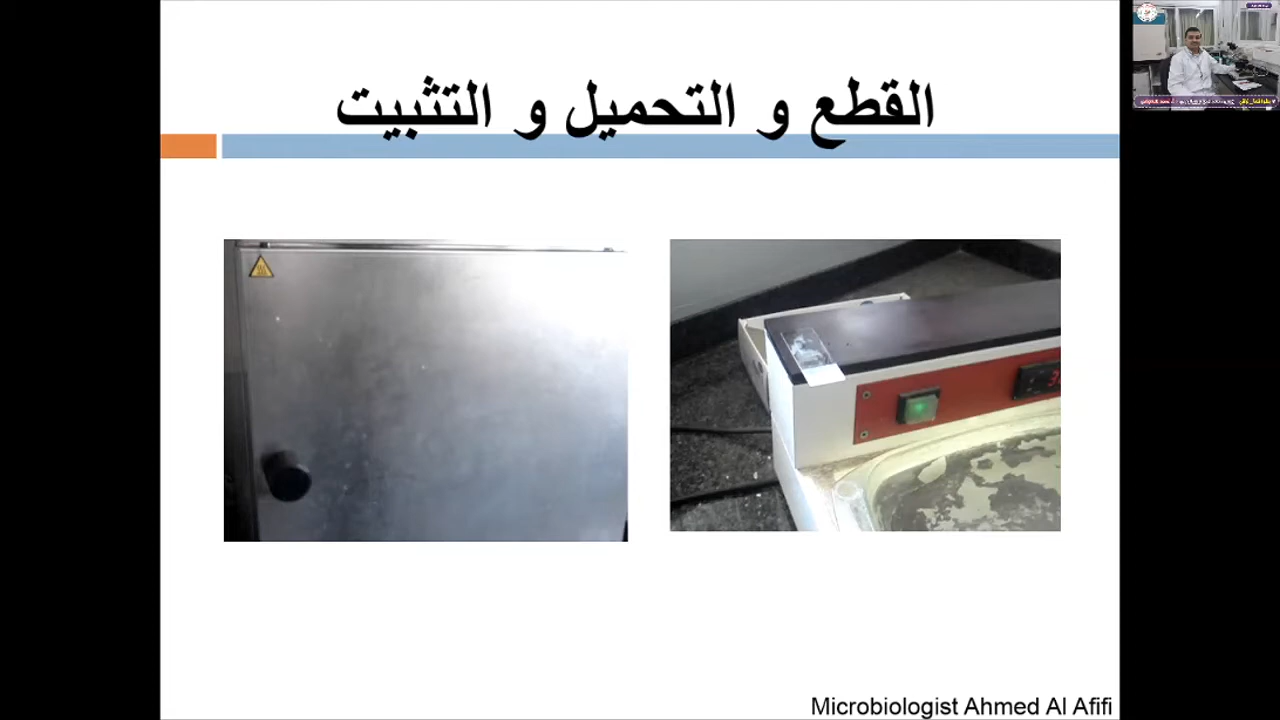 القطع و التحميل و التثبيت
Microbiologist Ahmed Al Afifi